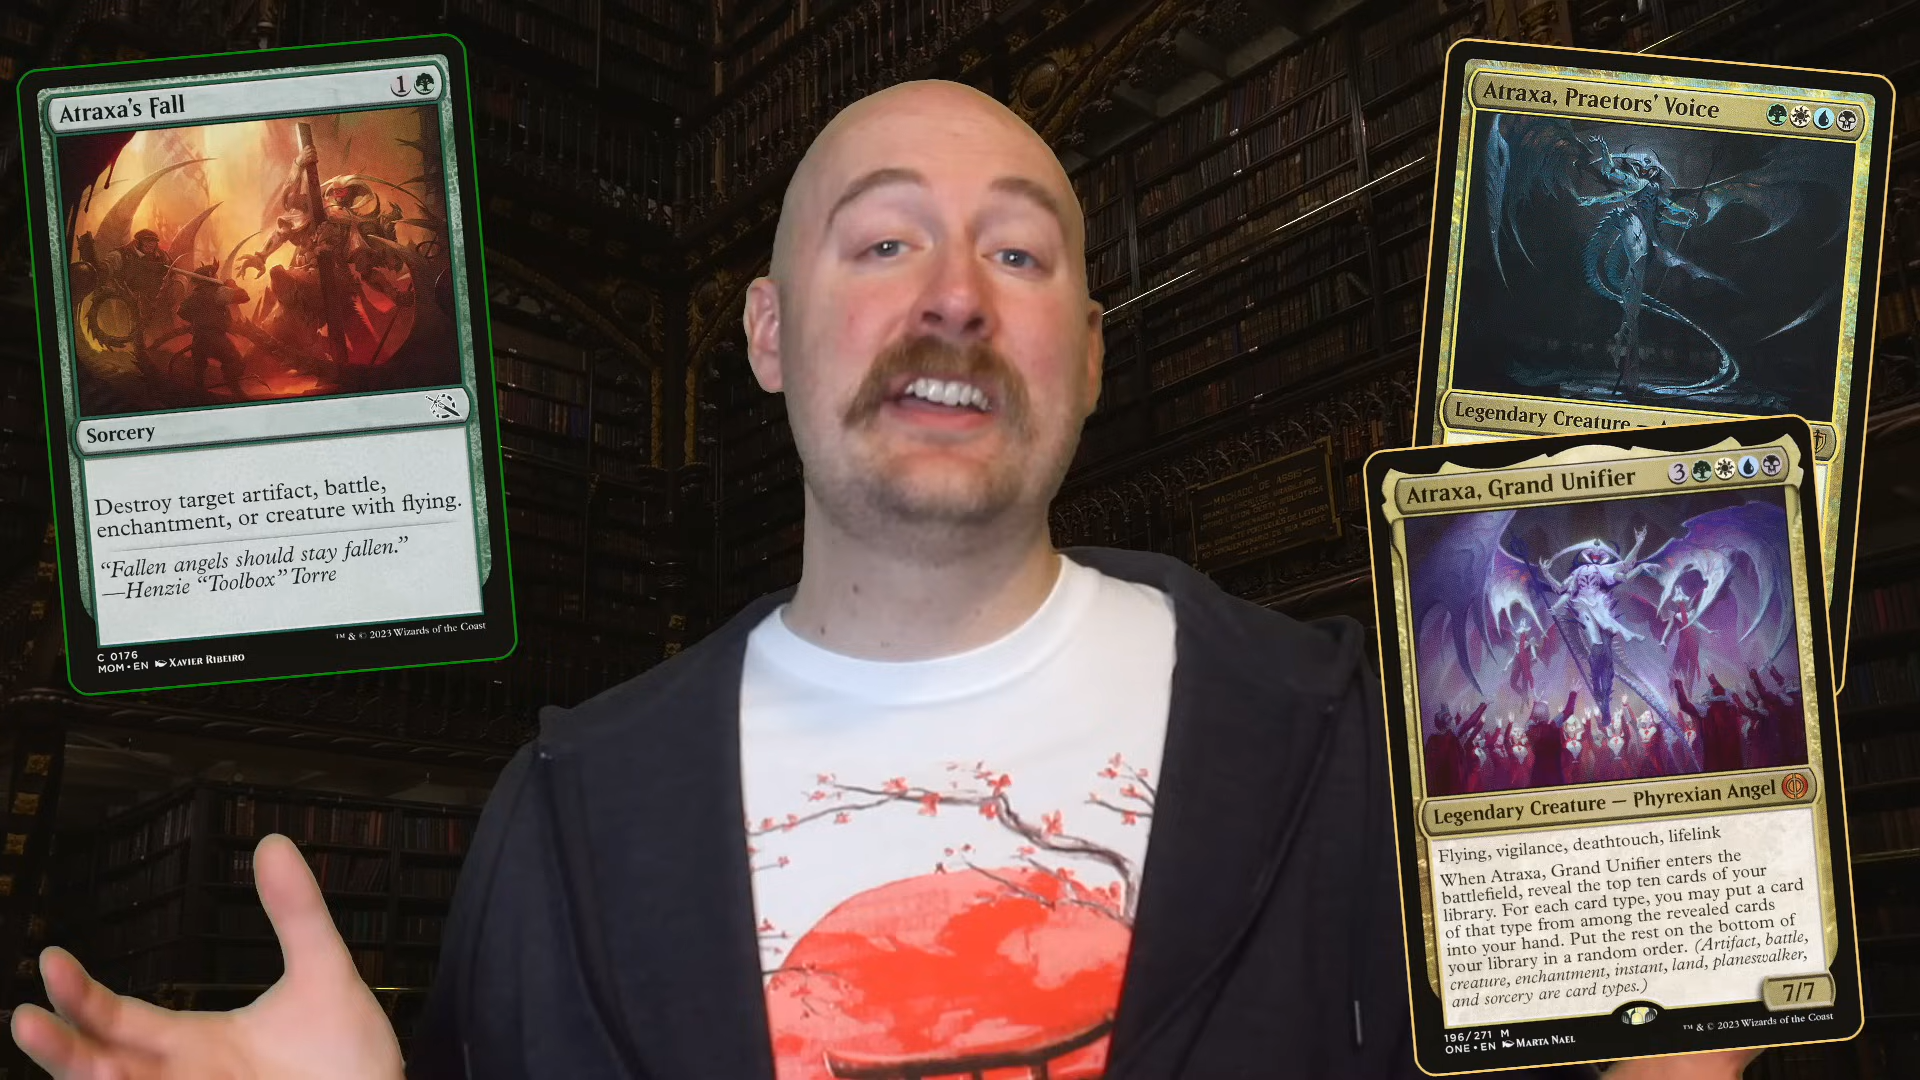 Atraxa's Fall
1
Sorcery
Destroy target artifact, battle,
enchantment, or creature with flying.
“Fallen angels should stay fallen.”
—Henzie “Toolbox” Torre
™ & © 2023 Wizards of the Coast
C 0176
MOM • EN Xavier Ribeiro
Atraxa, Praetors' Voice
Legendary Creature –
Atraxa, Grand Unifier
3
Legendary Creature — Phyrexian Angel
Flying, vigilance, deathtouch, lifelink
When Atraxa, Grand Unifier enters the
battlefield, reveal the top ten cards of your
library. For each card type, you may put a card
of that type from among the revealed cards
into your hand. Put the rest on the bottom of
your library in a random order. (Artifact, battle,
creature, enchantment, instant, land, planeswalker,
and sorcery are card types.)
7/7
196/271 M
ONE • EN Marta Nael
™ & © 2023 Wizards of the Coast
MACHADO DE ASSIS